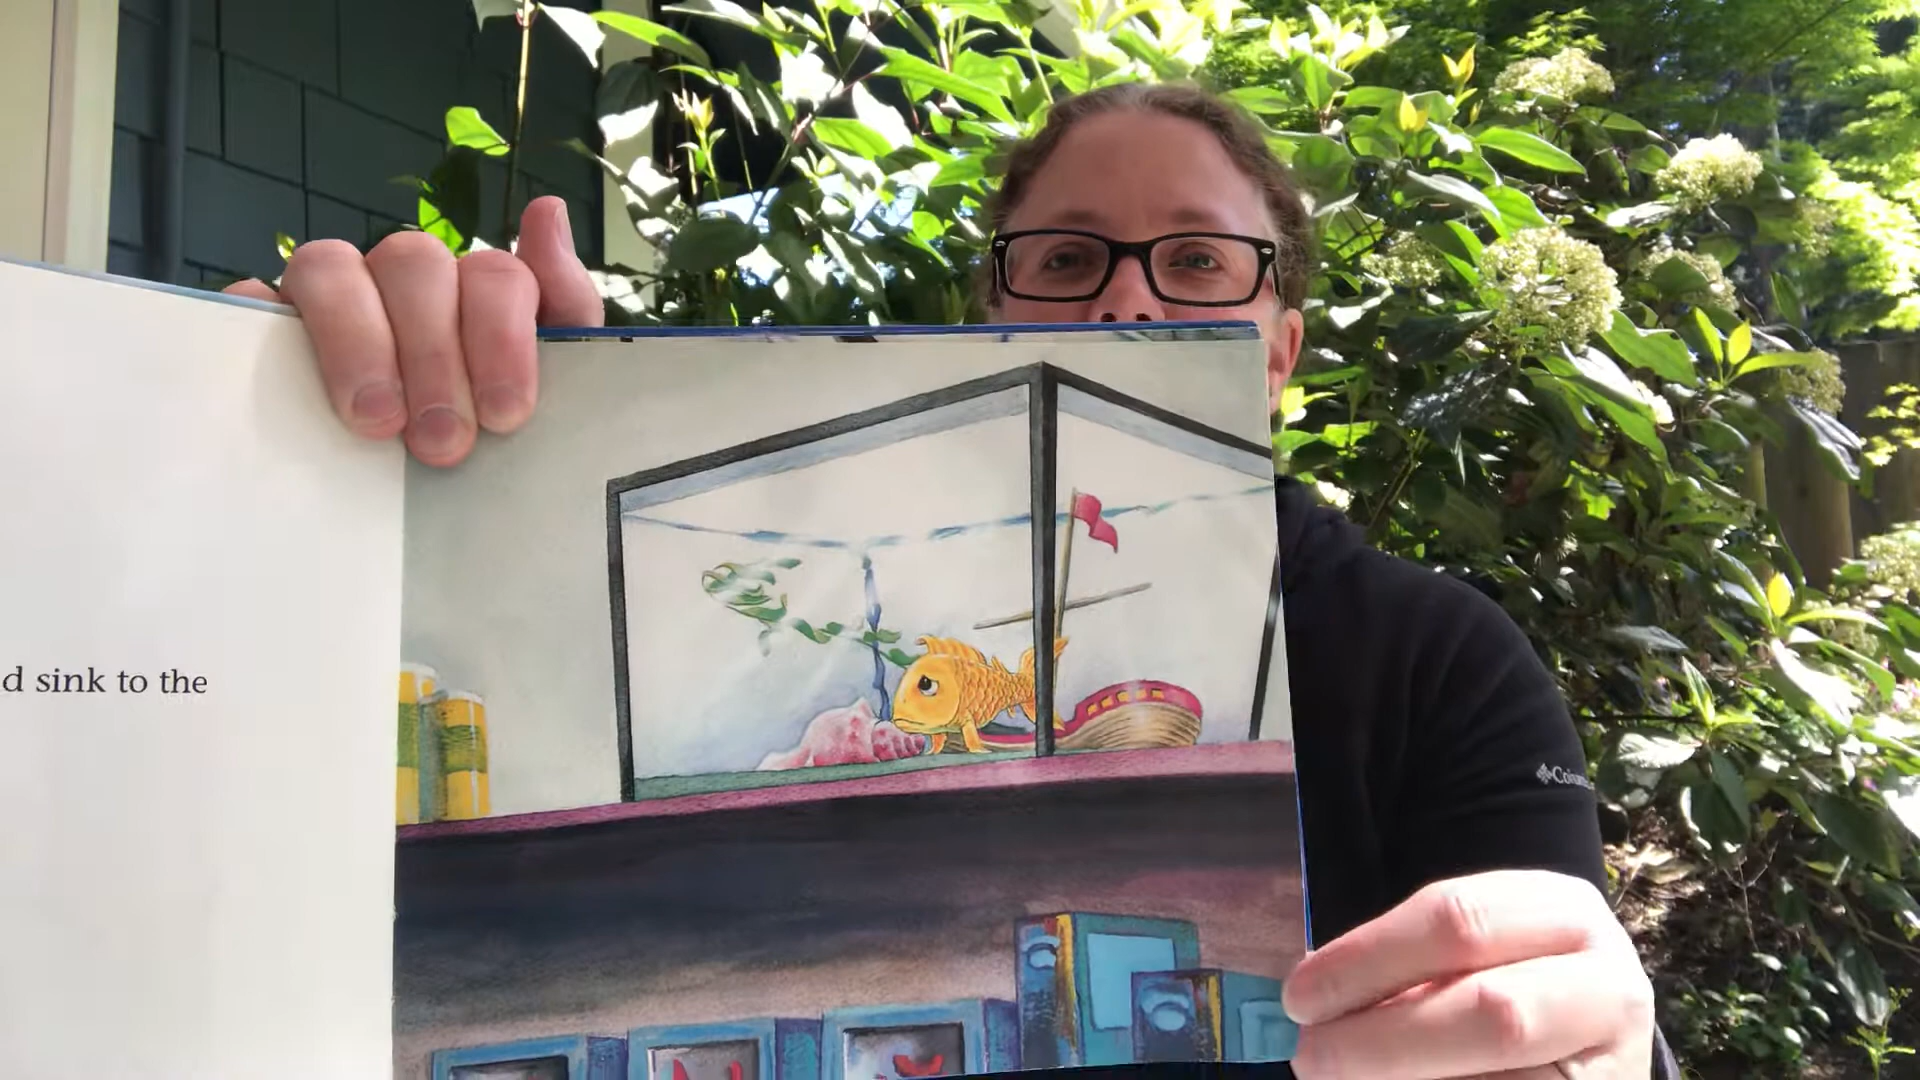 d sink to the